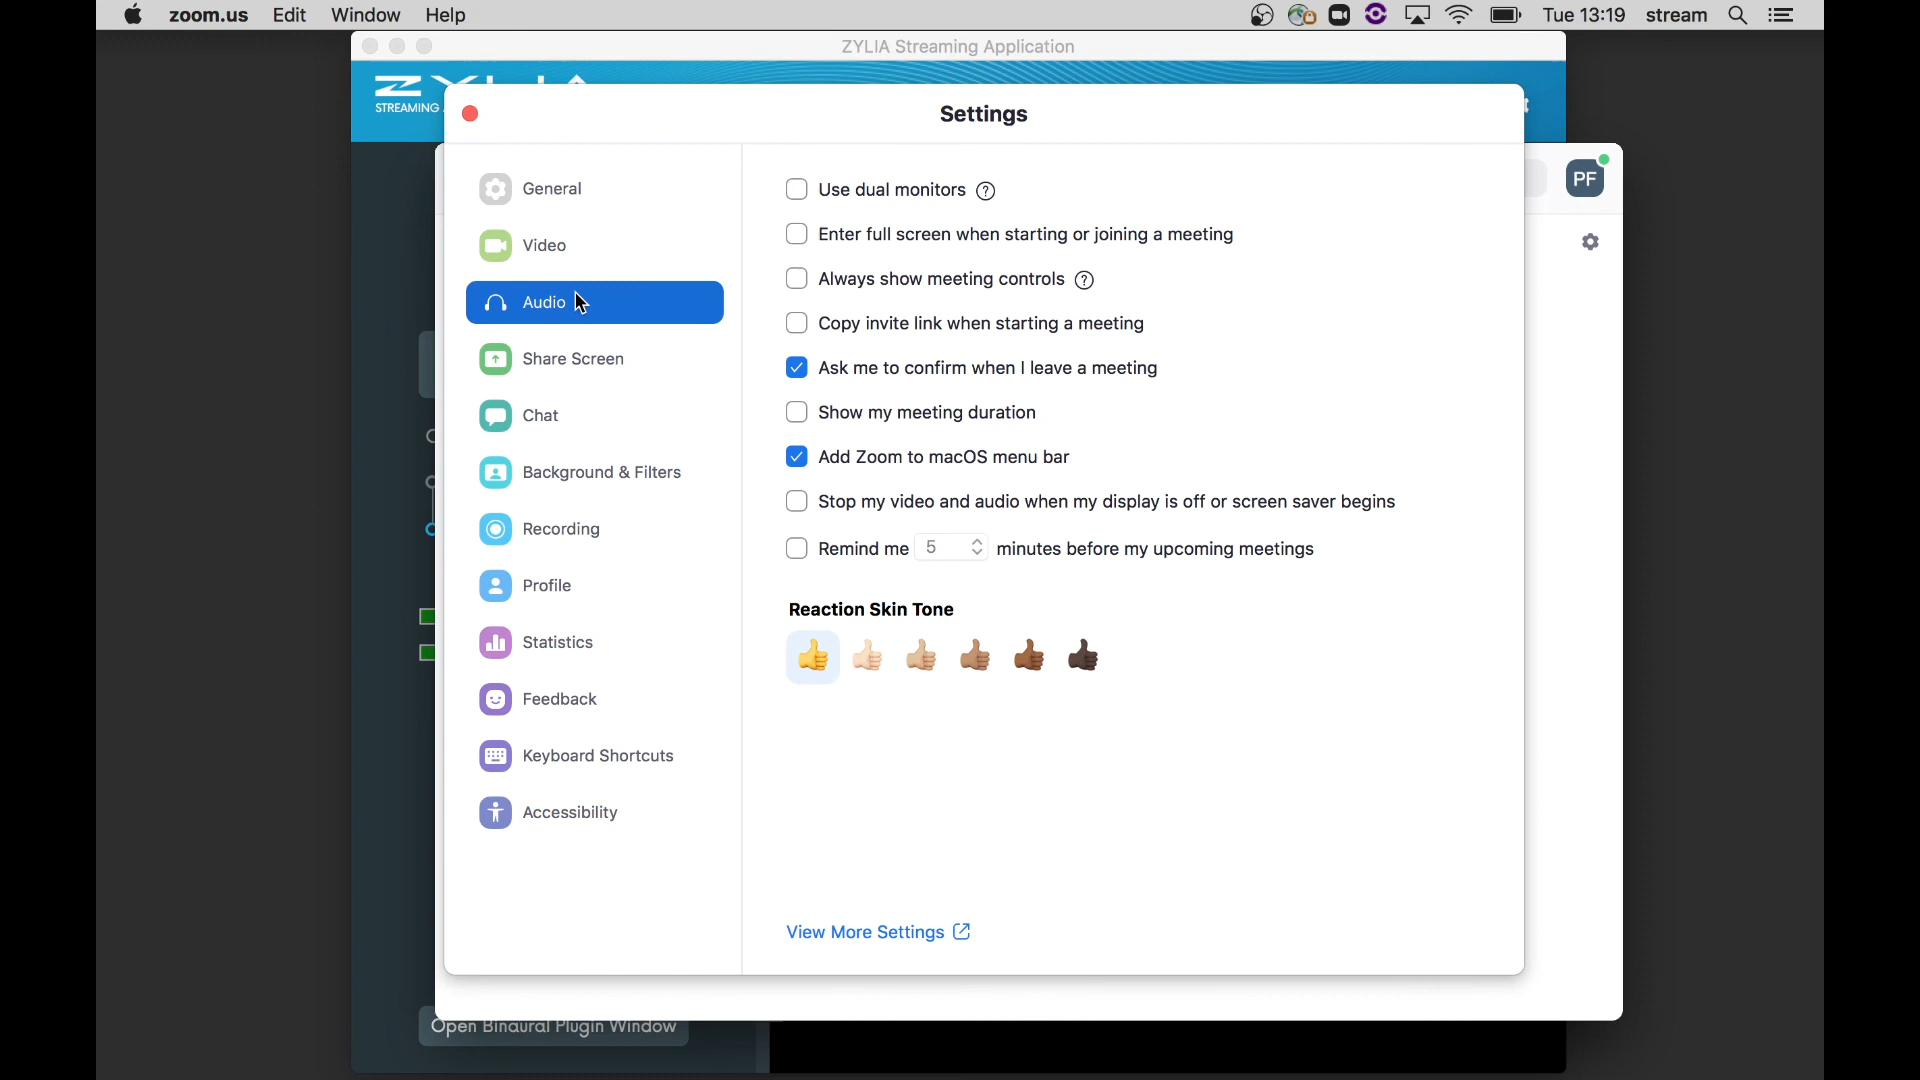 zoom.us Edit Window Help Tue 13:19 stream
ZYLIA Streaming Application
STREAMING
Settings
PF
General
Video
Audio
Share Screen
Chat
Background & Filters
Recording
Profile
Statistics
Feedback
Keyboard Shortcuts
Accessibility
Use dual monitors ?
Enter full screen when starting or joining a meeting
Always show meeting controls ?
Copy invite link when starting a meeting
Ask me to confirm when I leave a meeting
Show my meeting duration
Add Zoom to macOS menu bar
Stop my video and audio when my display is off or screen saver begins
Remind me 5 minutes before my upcoming meetings
Reaction Skin Tone
View More Settings
Open Binaural Plugin Window